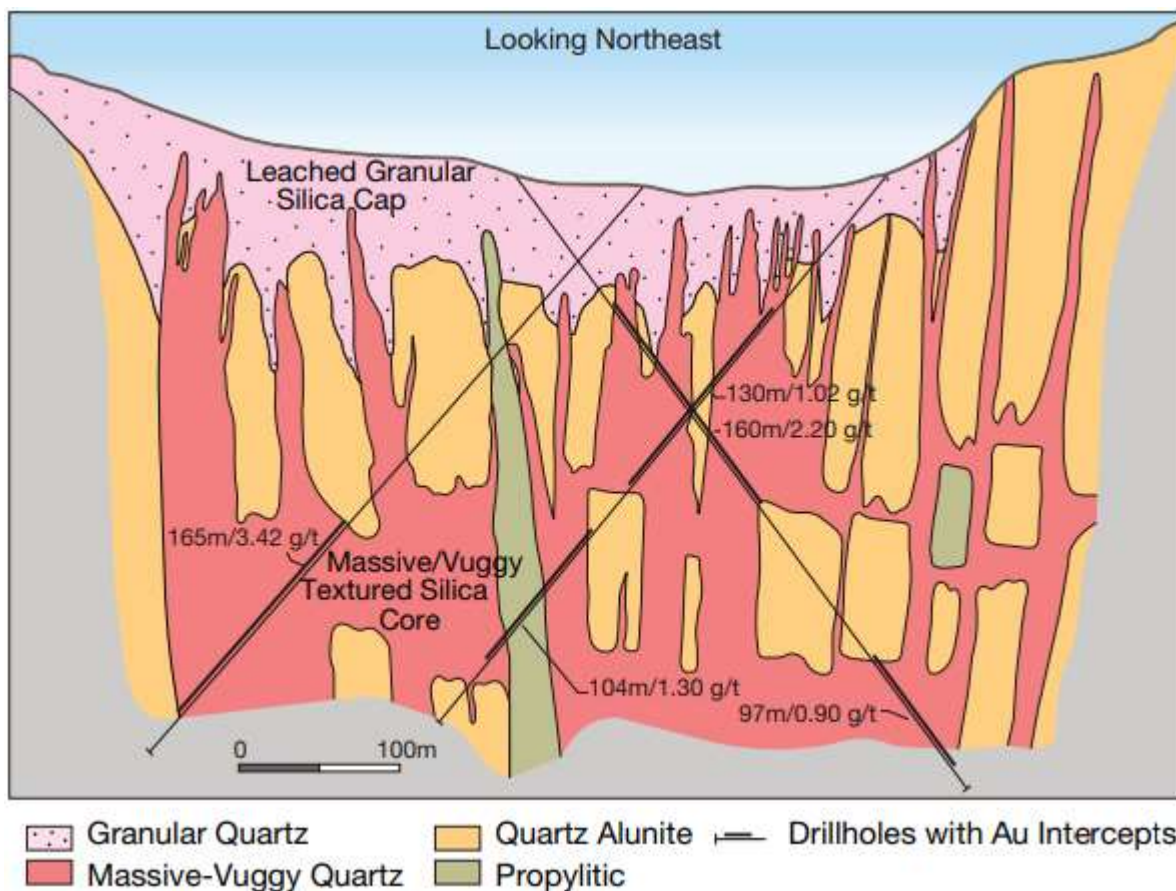 Looking Northeast
Leached Granular
Silica Cap
130m/1.02 g/t
160m/2.20 g/t
165m/3.42 g/t
Massive/Vuggy
Textured Silica
Core
104m/1.30 g/t
97m/0.90 g/t
0 100m
Granular Quartz Quartz Alunite Drillholes with Au Intercepts
Massive-Vuggy Quartz Propylitic